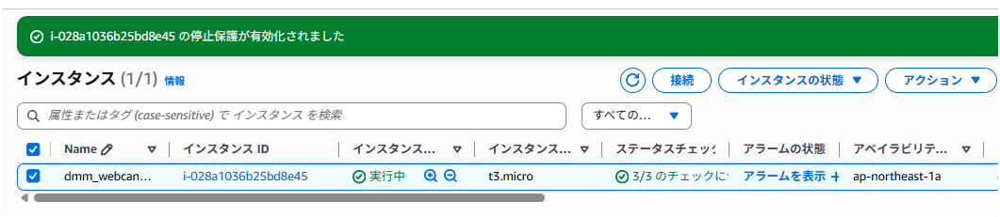 i-028a1036b25bd8e45 の停止保護が有効化されました
インスタンス (1/1) 情報 接続 インスタンスの状態 アクション
属性またはタグ (case-sensitive) で インスタンス を検索 すべての...
Name インスタンス ID インスタンス... インスタンス... ステータスチェック アラームの状態 アベイラビリテ...
dmm_webcan... i-028a1036b25bd8e45 実行中 t3.micro 3/3 のチェックに アラームを表示 + ap-northeast-1a